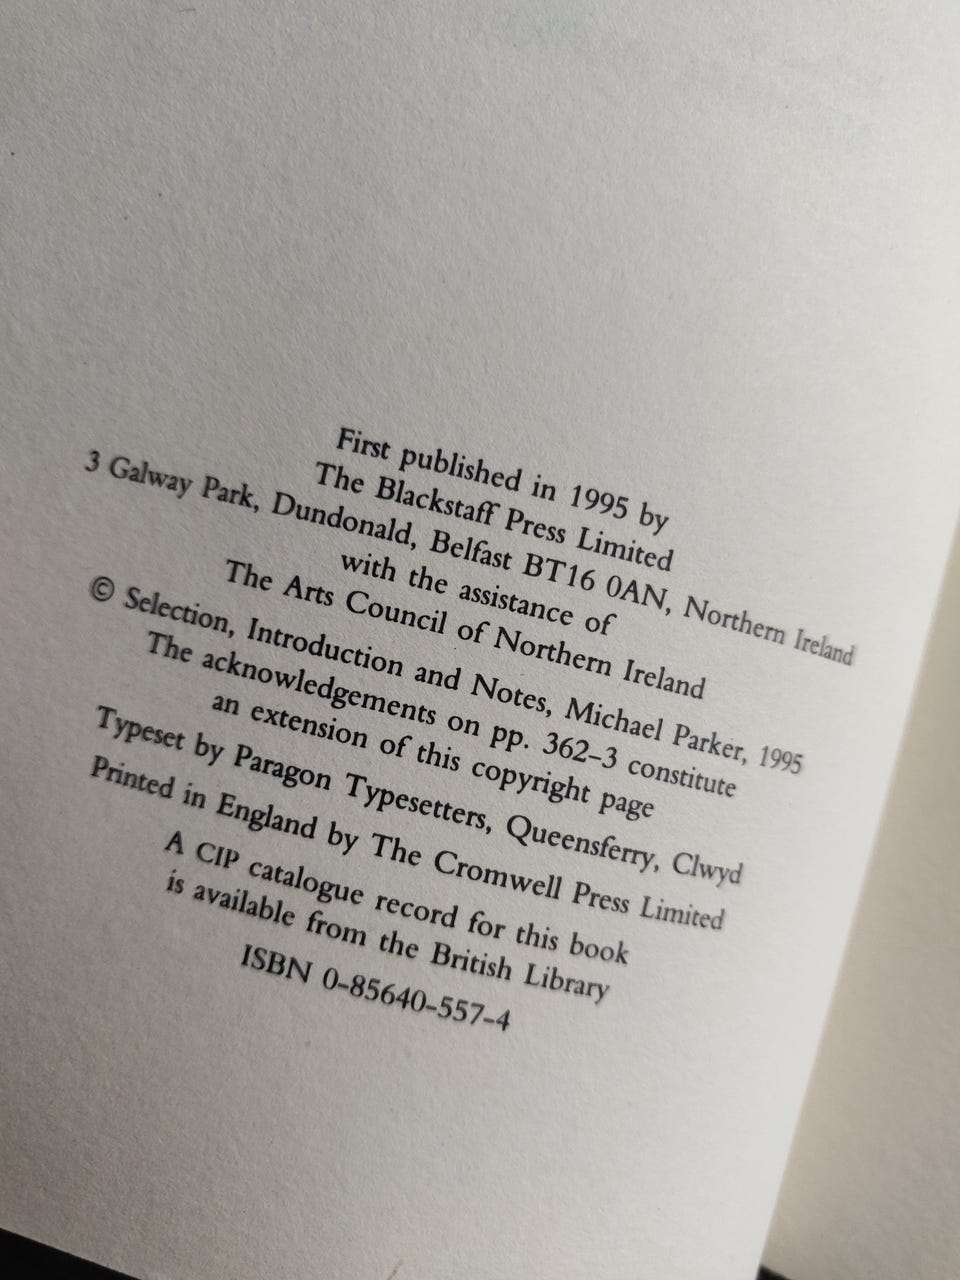 First published in 1995 by
The Blackstaff Press Limited
3 Galway Park, Dundonald, Belfast BT16 0AN, Northern Ireland
with the assistance of
The Arts Council of Northern Ireland
© Selection, Introduction and Notes, Michael Parker, 1995
The acknowledgements on pp. 362–3 constitute
an extension of this copyright page
Typeset by Paragon Typesetters, Queensferry, Clwyd
Printed in England by The Cromwell Press Limited
A CIP catalogue record for this book
is available from the British Library
ISBN 0–85640–557–4